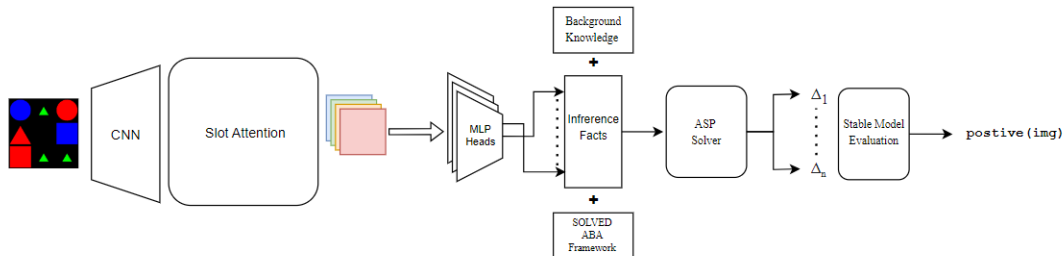 Background
Knowledge
+
CNN
Slot Attention
MLP
Heads
Infrerence
Facts
ASP
Solver
Δ1
Δn
Stable Model
Evaluation
postive(img)
+
SOLVED
ABA
Framework